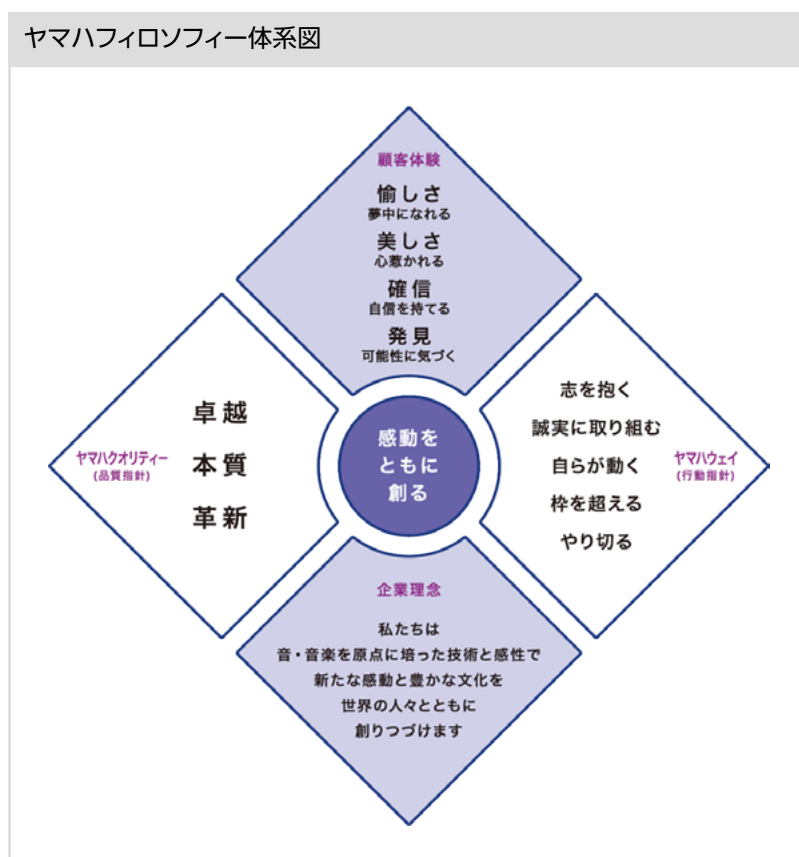 ヤマハフィロソフィー体系図
顧客体験
愉しさ
夢中になれる
美しさ
心惹かれる
確信
自信を持てる
発見
可能性に気づく
ヤマハクオリティー
(品質指針)
卓越
本質
革新
感動を
ともに
創る
志を抱く
誠実に取り組む
自らが動く
枠を超える
やり切る
ヤマハウェイ
(行動指針)
企業理念
私たちは
音・音楽を原点に培った技術と感性で
新たな感動と豊かな文化を
世界の人々とともに
創りつづけます